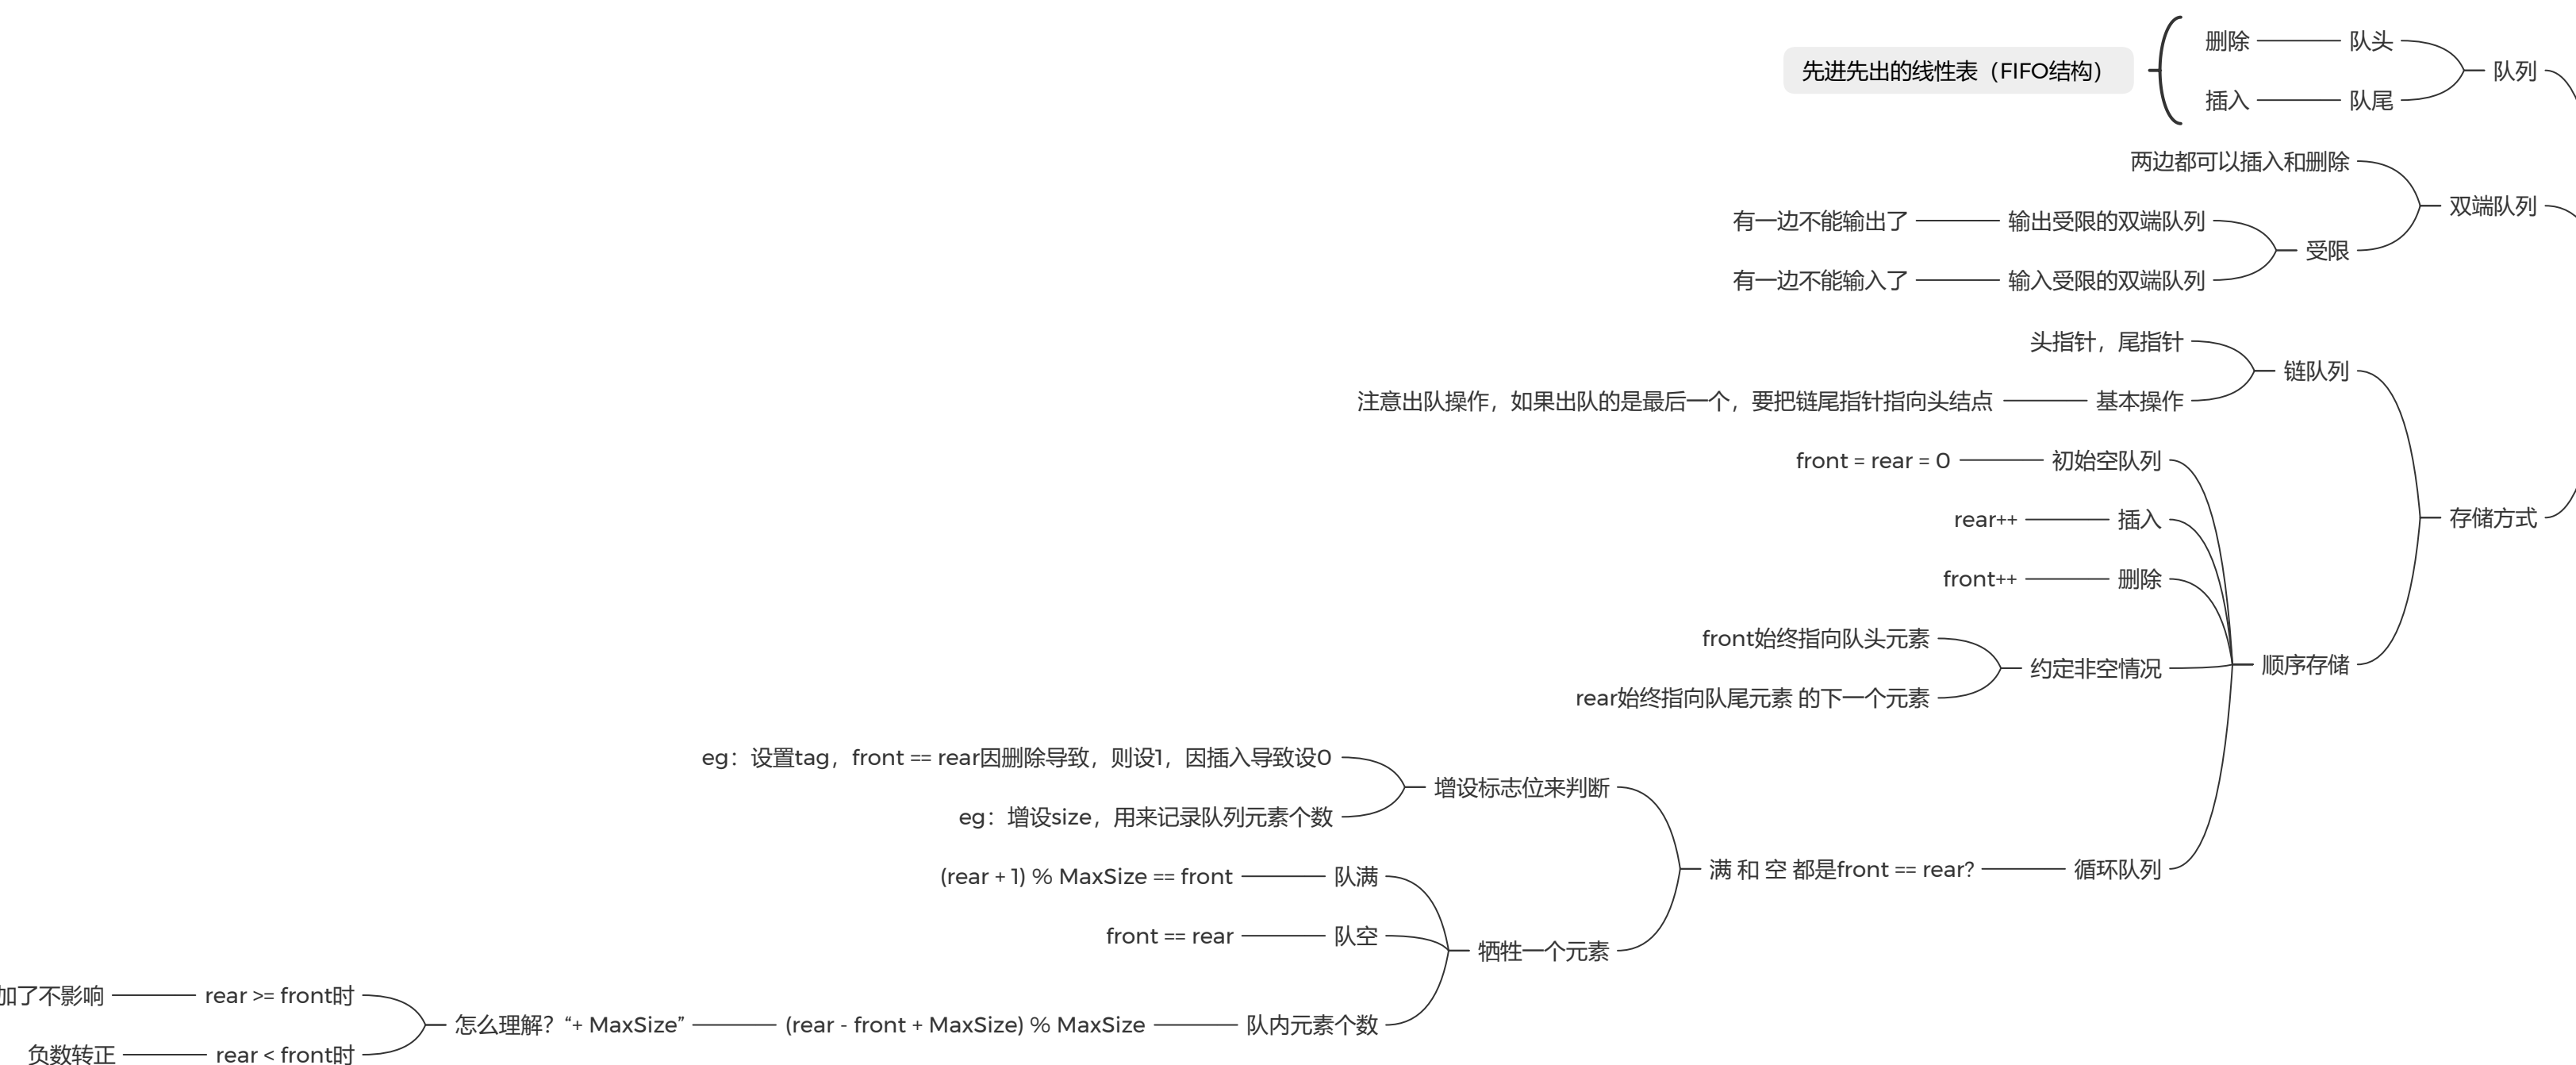 队列
队头
删除
队尾
插入
先进先出的线性表（FIFO结构）
双端队列
两边都可以插入和删除
受限
输出受限的双端队列
有一边不能输出了
输入受限的双端队列
有一边不能输入了
存储方式
链队列
头指针，尾指针
基本操作
注意出队操作，如果出队的是最后一个，要把链尾指针指向头结点
顺序存储
初始空队列
front = rear = 0
插入
rear++
删除
front++
约定非空情况
front始终指向队头元素
rear始终指向队尾元素 的下一个元素
循环队列
满 和 空 都是front == rear?
增设标志位来判断
eg：设置tag，front == rear因删除导致，则设1，因插入导致设0
eg：增设size，用来记录队列元素个数
牺牲一个元素
队满
(rear + 1) % MaxSize == front
队空
front == rear
队内元素个数
(rear - front + MaxSize) % MaxSize
怎么理解？“+ MaxSize”
rear >= front时
加了不影响
rear < front时
负数转正